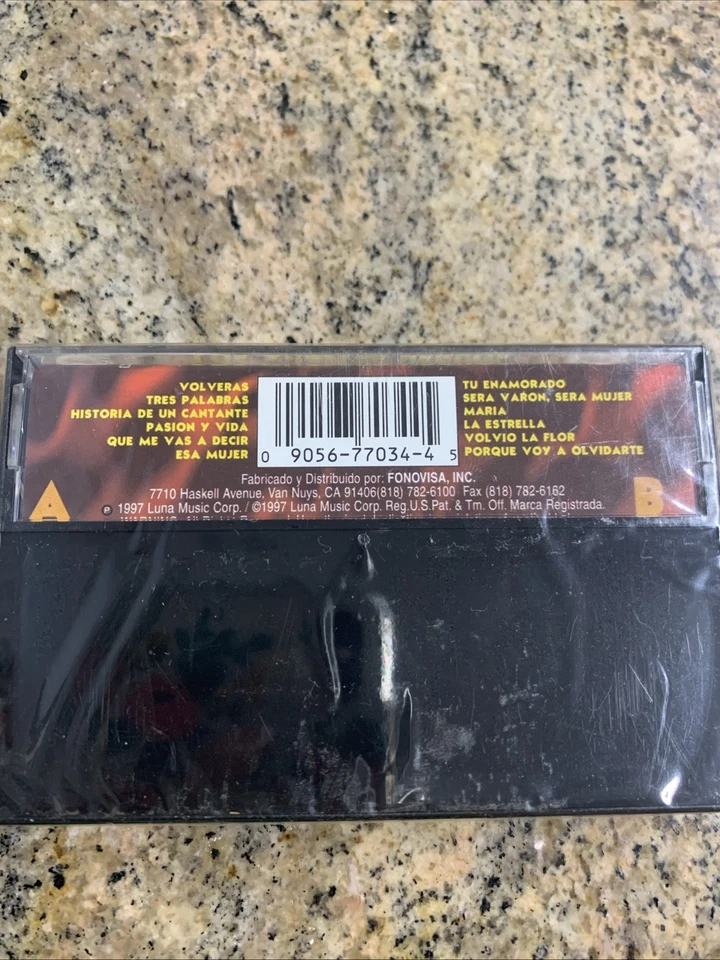 VOLVERAS
TRES PALABRAS
HISTORIA DE UN CANTANTE
PASION Y VIDA
QUE ME VAS A DECIR
ESA MUJER
A
0 9056-77034-4 5
TU ENAMORADO
SERA VARON, SERA MUJER
MARIA
LA ESTRELLA
VOLVIO LA FLOR
PORQUE VOY A OLVIDARTE
B
Fabricado y Distribuido por: FONOVISA, INC.
7710 Haskell Avenue, Van Nuys, CA 91406(818) 782-6100 Fax (818) 782-6162
℗ 1997 Luna Music Corp. / ©1997 Luna Music Corp. Reg.U.S.Pat. & Tm. Off. Marca Registrada.